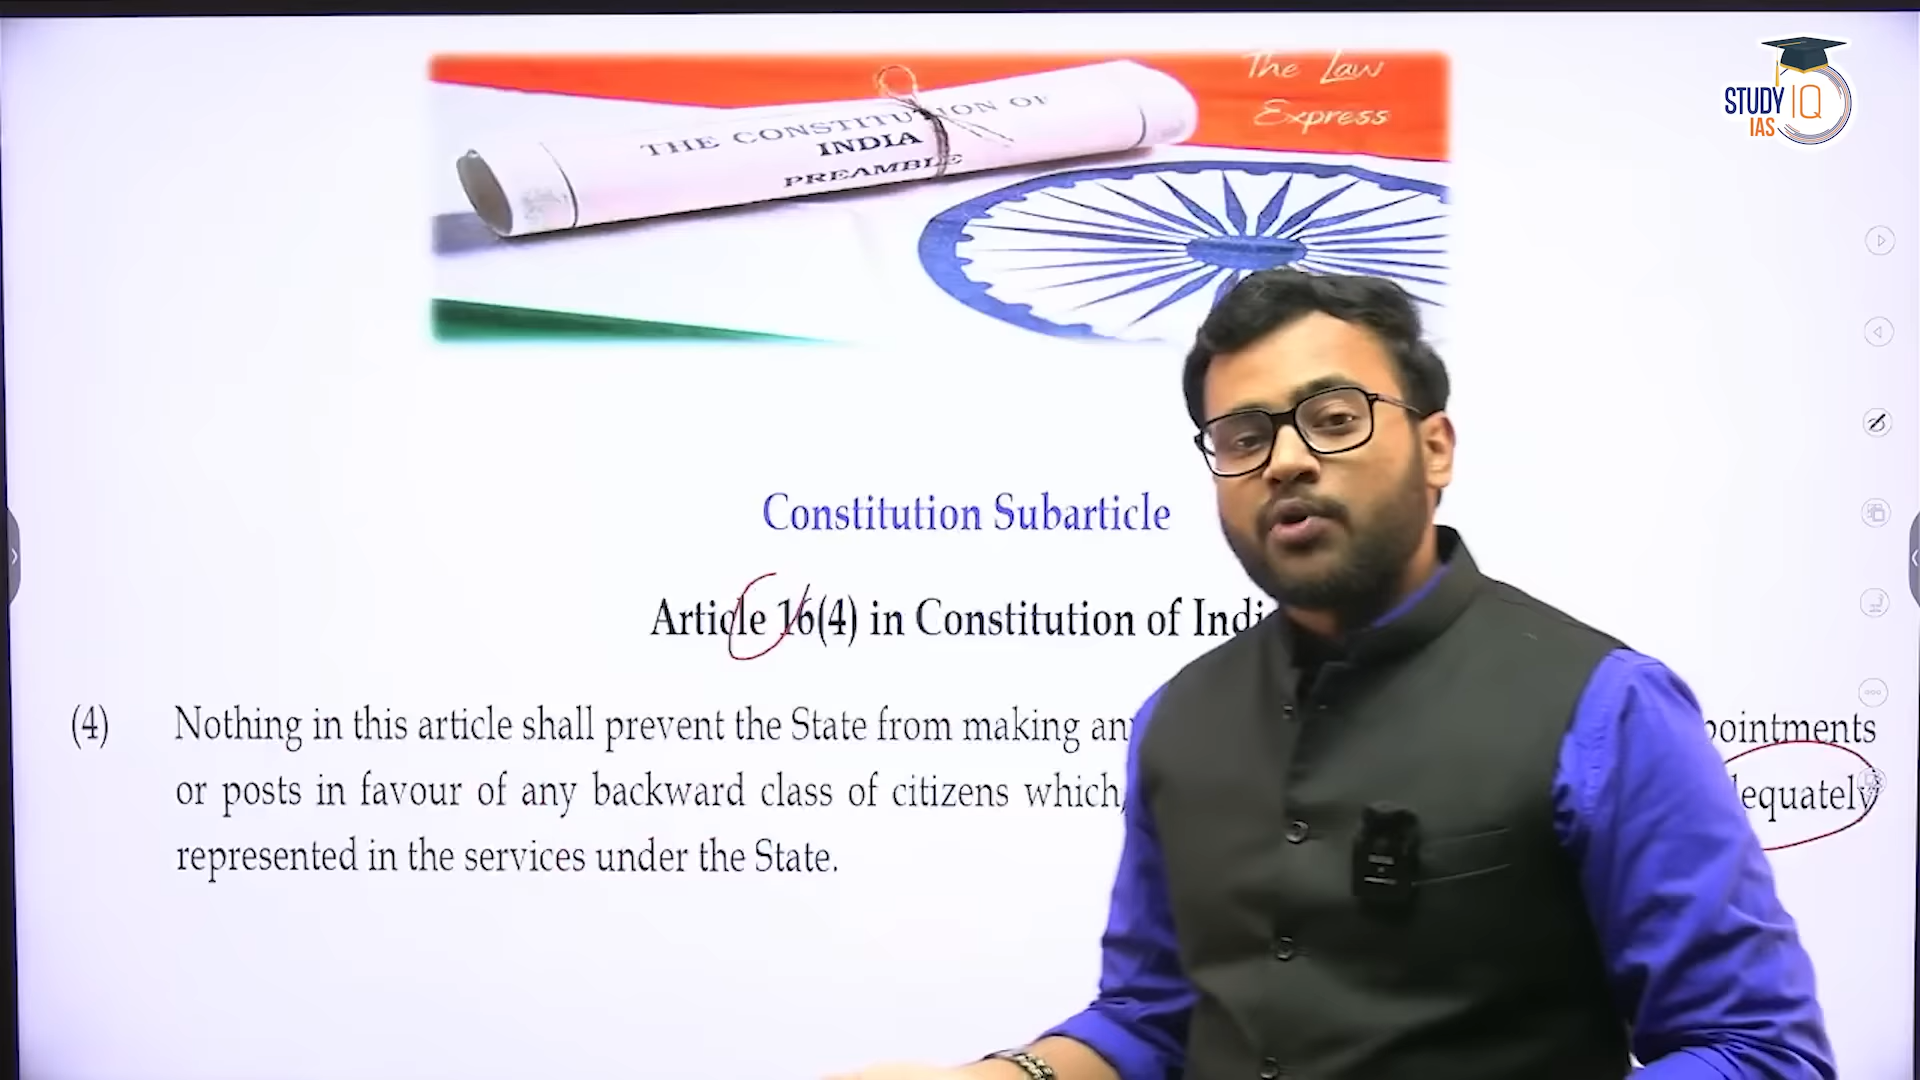 The Law
Express
STUDY IQ
IAS
THE CONSTITUTION OF
INDIA
PREAMBLE
Constitution Subarticle
Article 16(4) in Constitution of Indi
(4) Nothing in this article shall prevent the State from making an pointments
or posts in favour of any backward class of citizens which, equately
represented in the services under the State.